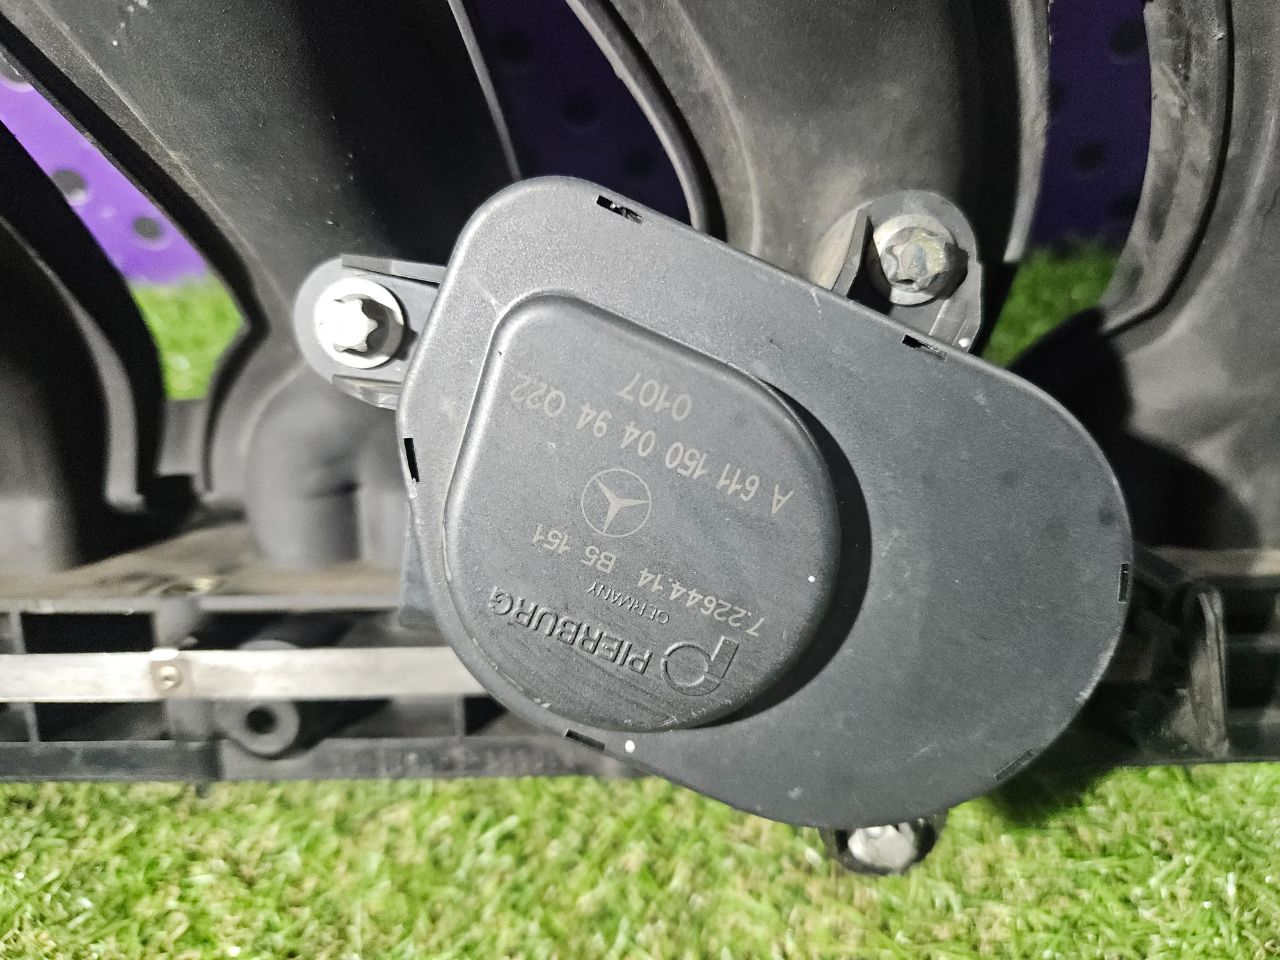 A 611 150 04 94 Q22
0107
7.22644.14 B5 151
GERMANY
PIERBURG